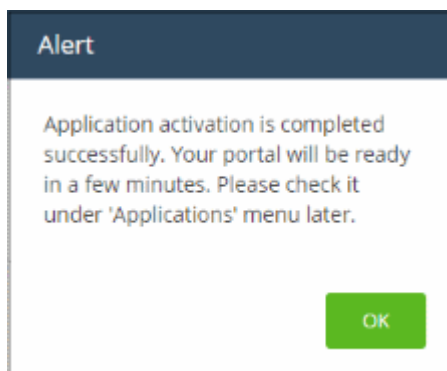 Alert
Application activation is completed
successfully. Your portal will be ready
in a few minutes. Please check it
under 'Applications' menu later.
OK